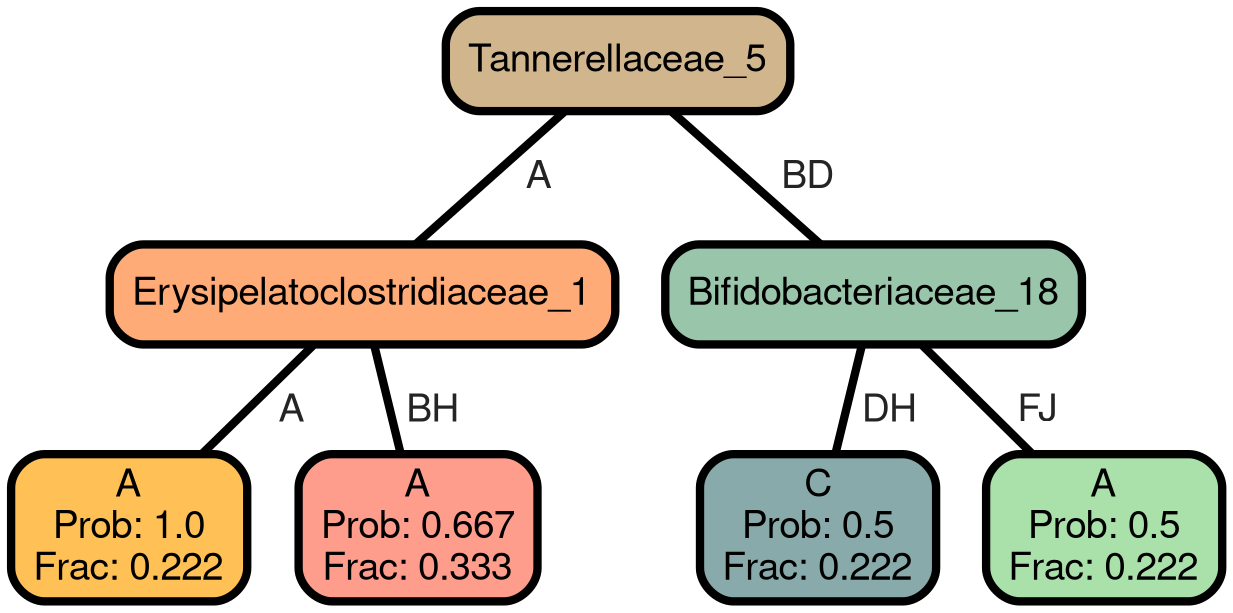 Tannerellaceae_5
A
BD
Erysipelatoclostridiaceae_1
Bifidobacteriaceae_18
A
BH
DH
FJ
A
Prob: 1.0
Frac: 0.222
A
Prob: 0.667
Frac: 0.333
C
Prob: 0.5
Frac: 0.222
A
Prob: 0.5
Frac: 0.222